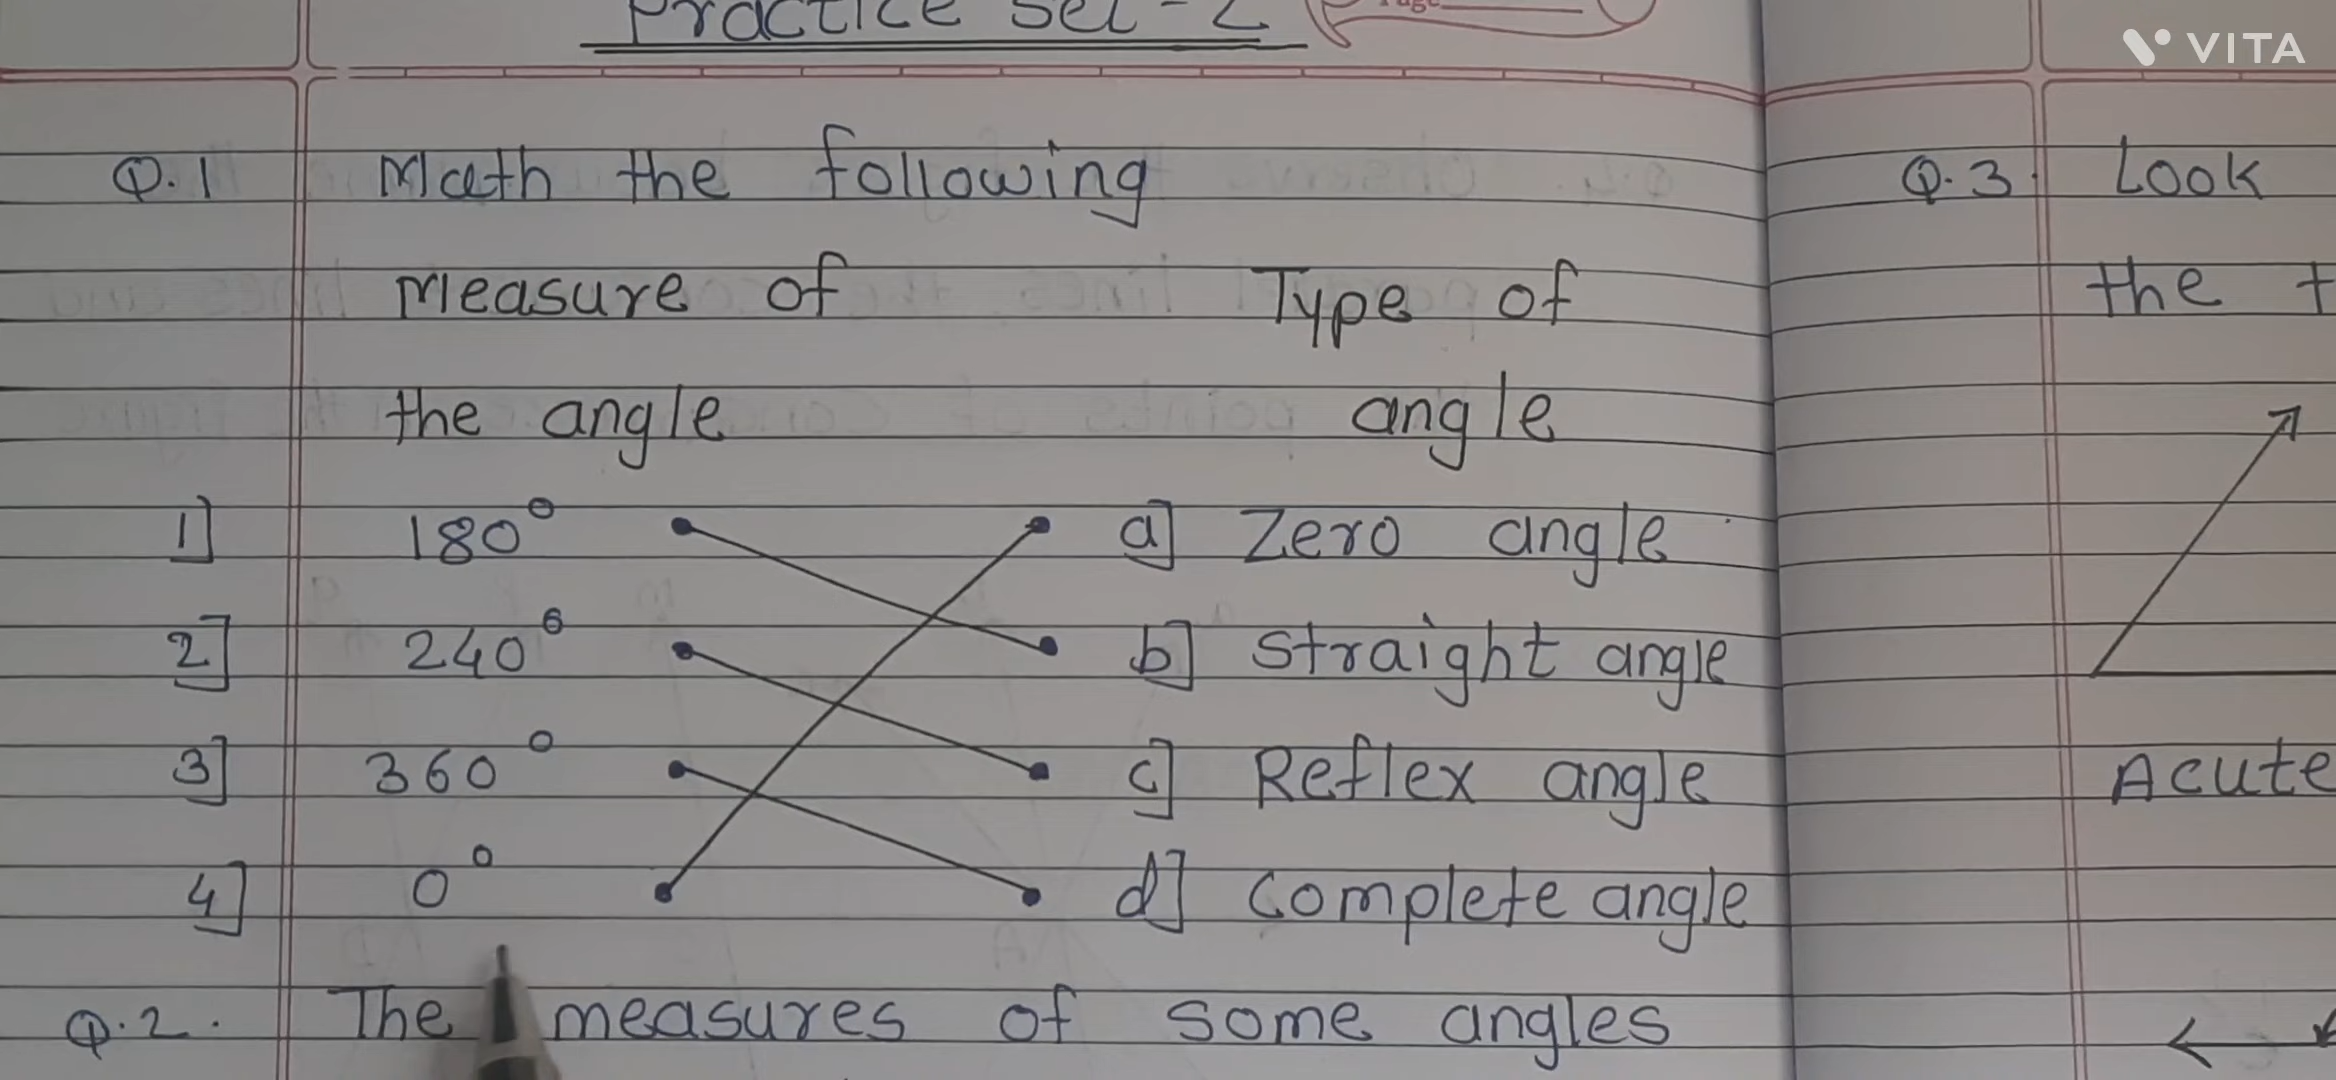 Practice Set-2
Page
VITA
Q.1 Math the following
Measure of Type of
the angle angle
1] 180° a] Zero angle
2] 240° b] Straight angle
3] 360° c] Reflex angle
4] 0° d] Complete angle
Q.2. The measures of some angles
Q.3. Look
the t
Acute